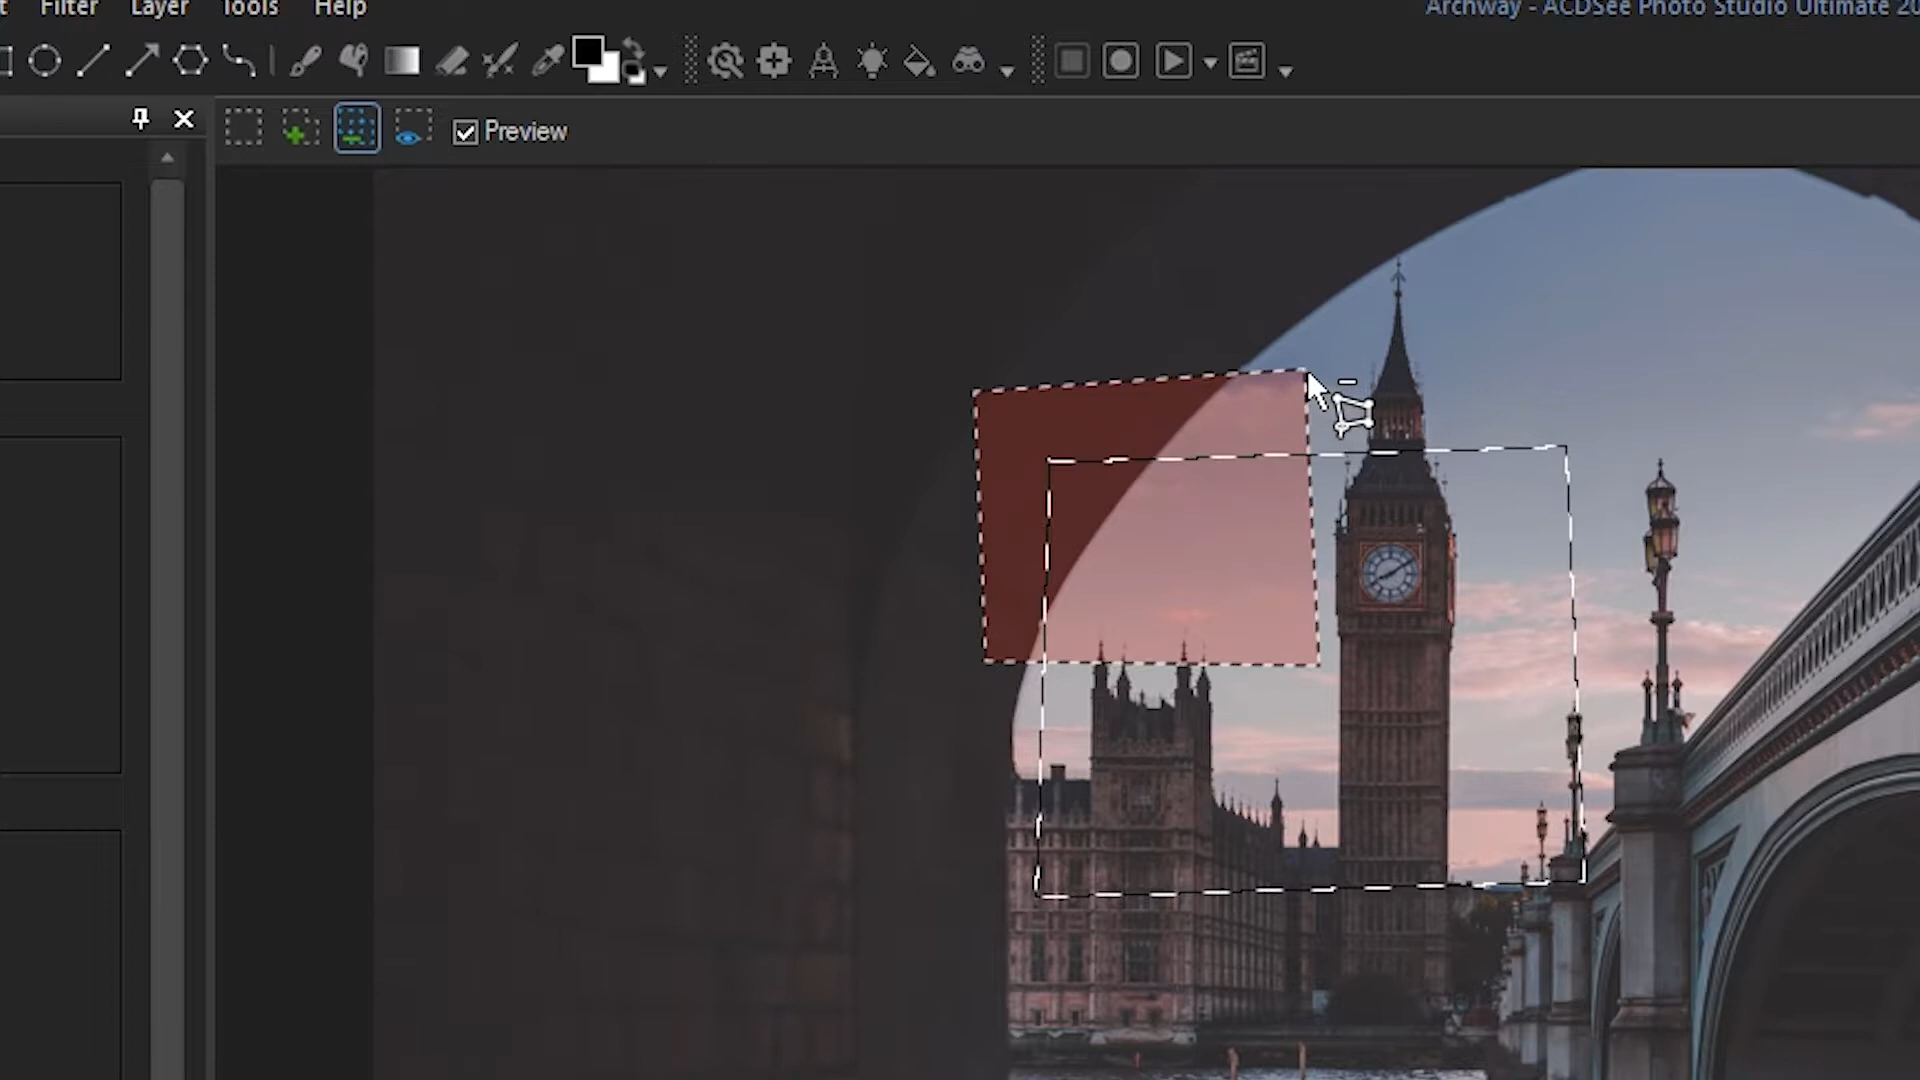 Filter Layer Tools Help
Archway - ACDSee Photo Studio Ultimate 20
Preview